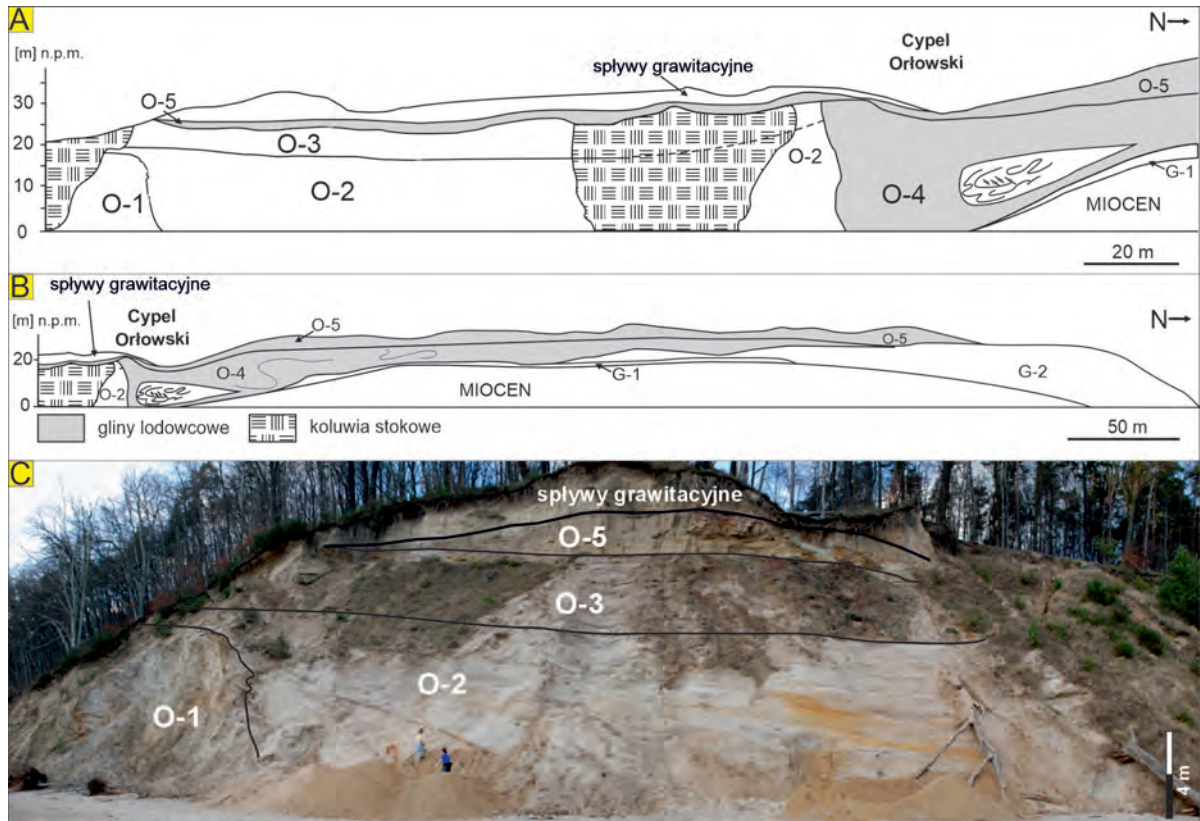 A
N→
[m] n.p.m.
Cypel
Orłowski
spływy grawitacyjne
O-5
O-5
30
20
10
0
O-3
O-2
O-1
O-2
O-4
G-1
MIOCEN
20 m
B
spływy grawitacyjne
[m] n.p.m.
Cypel
Orłowski
N→
O-5
O-5
20
0
O-2
O-4
G-1
MIOCEN
G-2
gliny lodowcowe
koluwia stokowe
50 m
C
spływy grawitacyjne
O-5
O-3
O-2
O-1
4 m